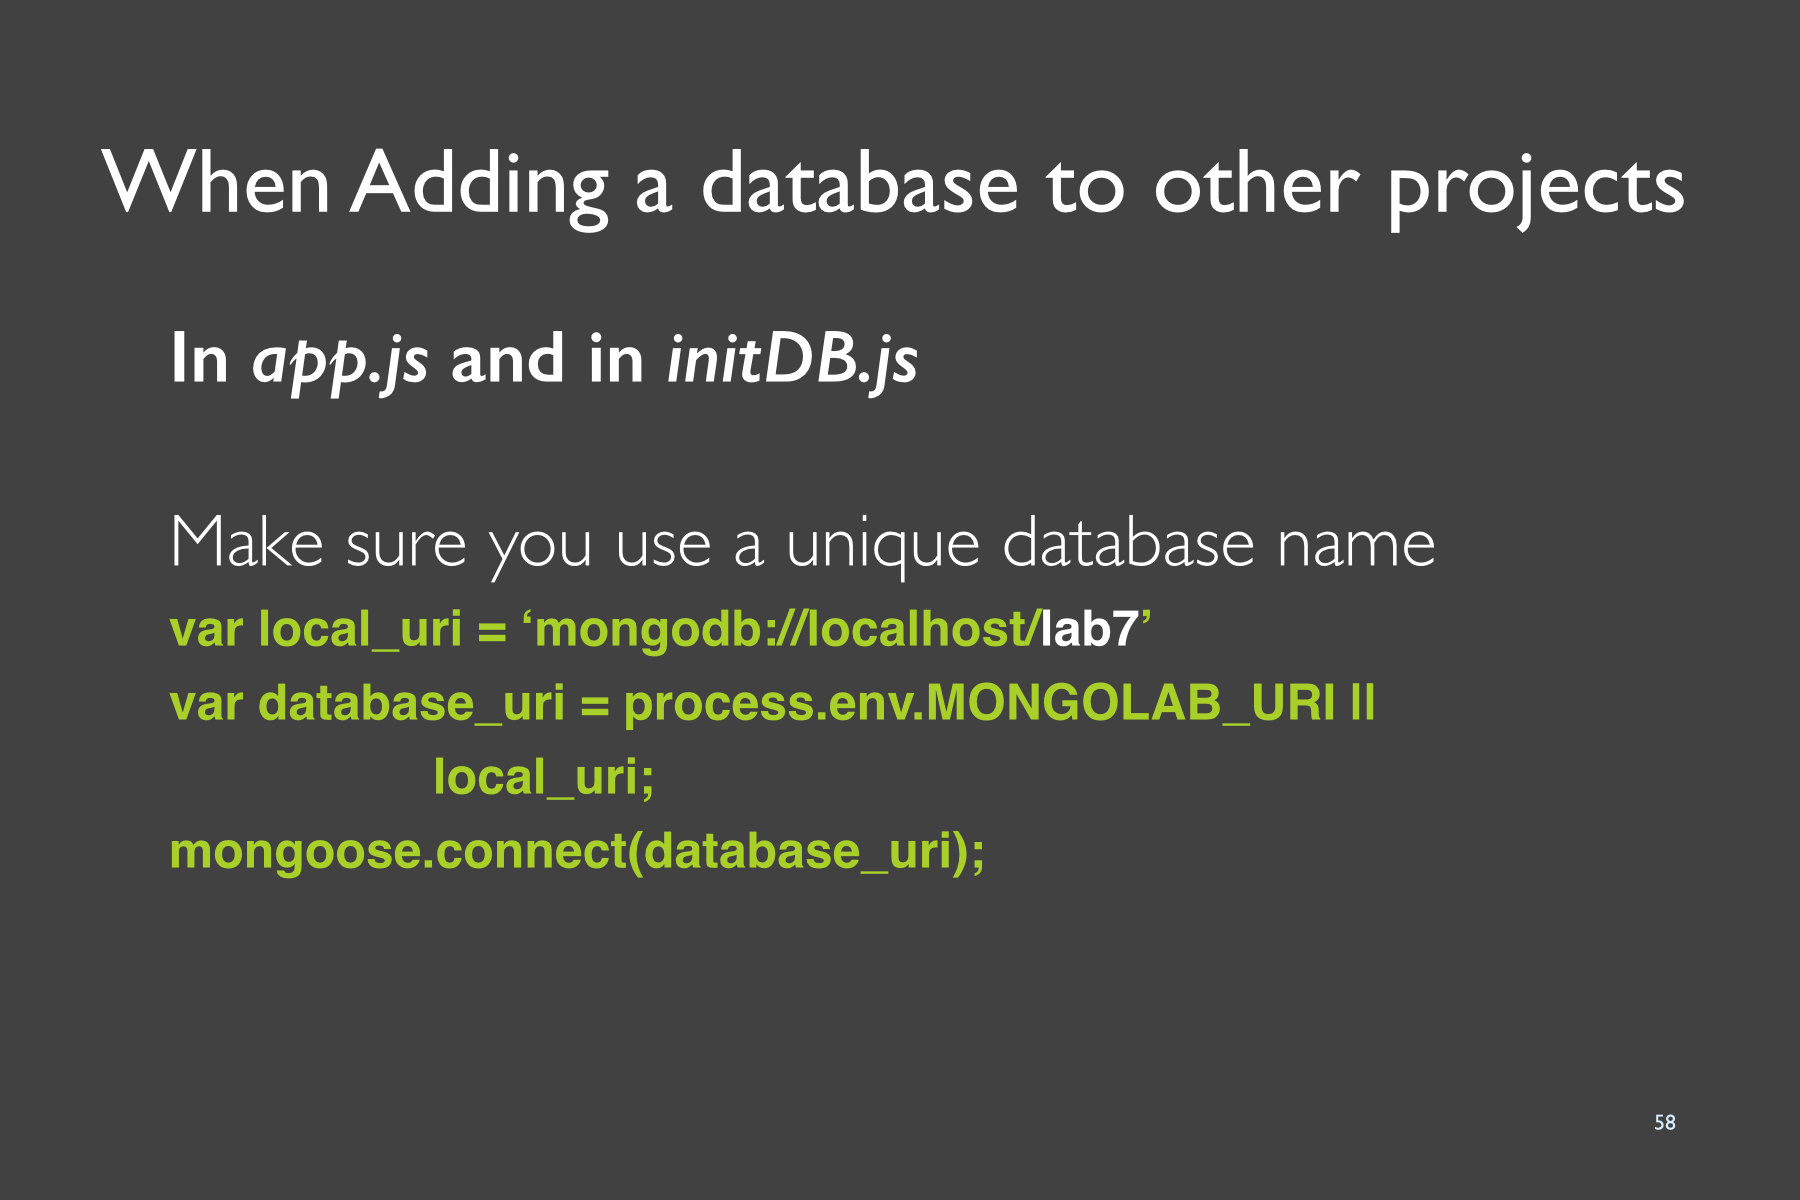 When Adding a database to other projects
In app.js and in initDB.js
Make sure you use a unique database name
var local_uri = ‘mongodb://localhost/lab7’
var database_uri = process.env.MONGOLAB_URI ||
local_uri;
mongoose.connect(database_uri);
58